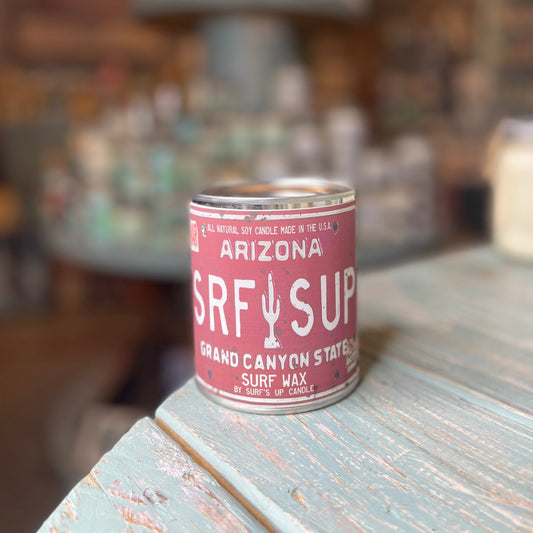 ALL NATURAL SOY CANDLE MADE IN THE U.S.A.
ARIZONA
SRF SUP
GRAND CANYON STATE
SURF WAX
BY SURF'S UP CANDLE